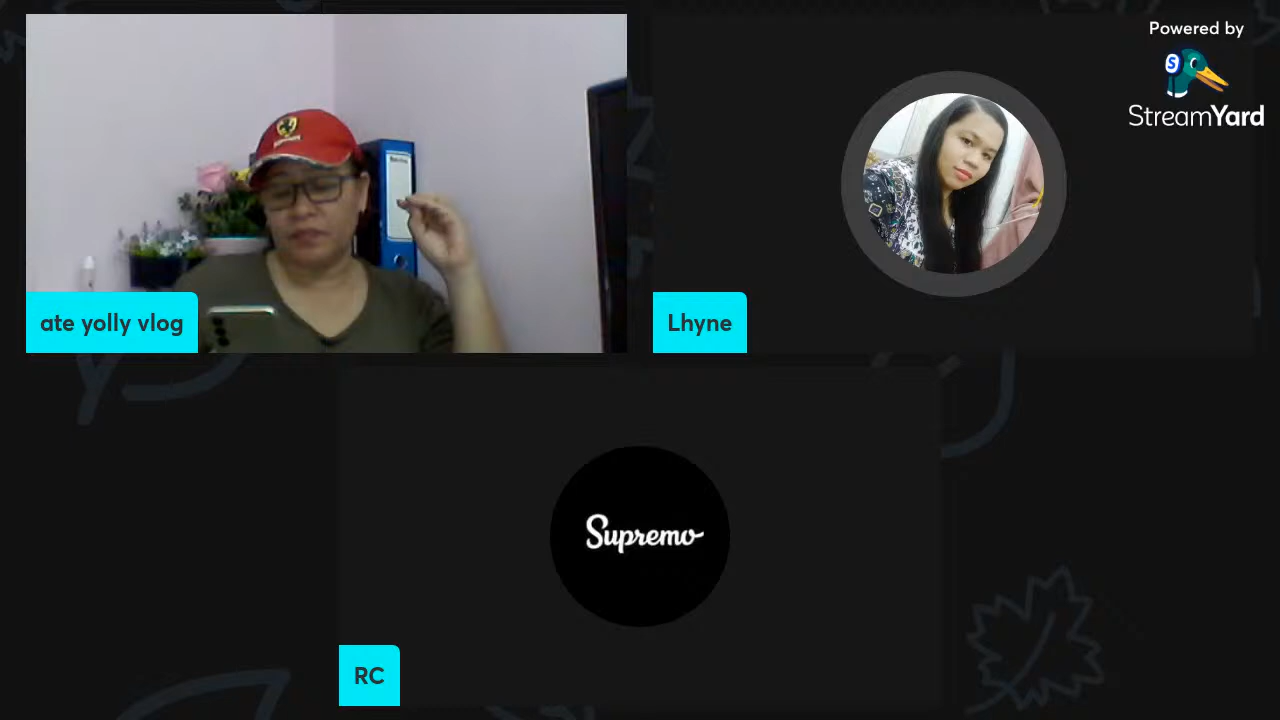 Powered by
StreamYard
ate yolly vlog
Lhyne
Supremo
RC